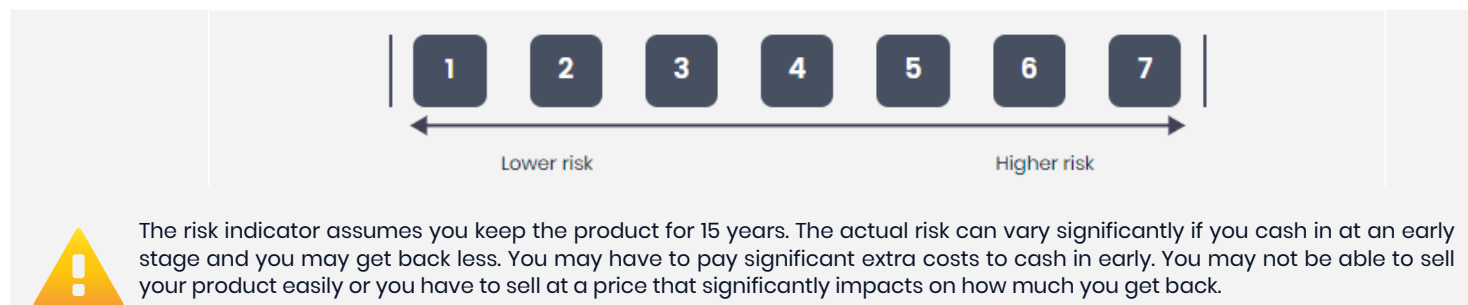 1 2 3 4 5 6 7
Lower risk Higher risk
The risk indicator assumes you keep the product for 15 years. The actual risk can vary significantly if you cash in at an early
stage and you may get back less. You may have to pay significant extra costs to cash in early. You may not be able to sell
your product easily or you have to sell at a price that significantly impacts on how much you get back.